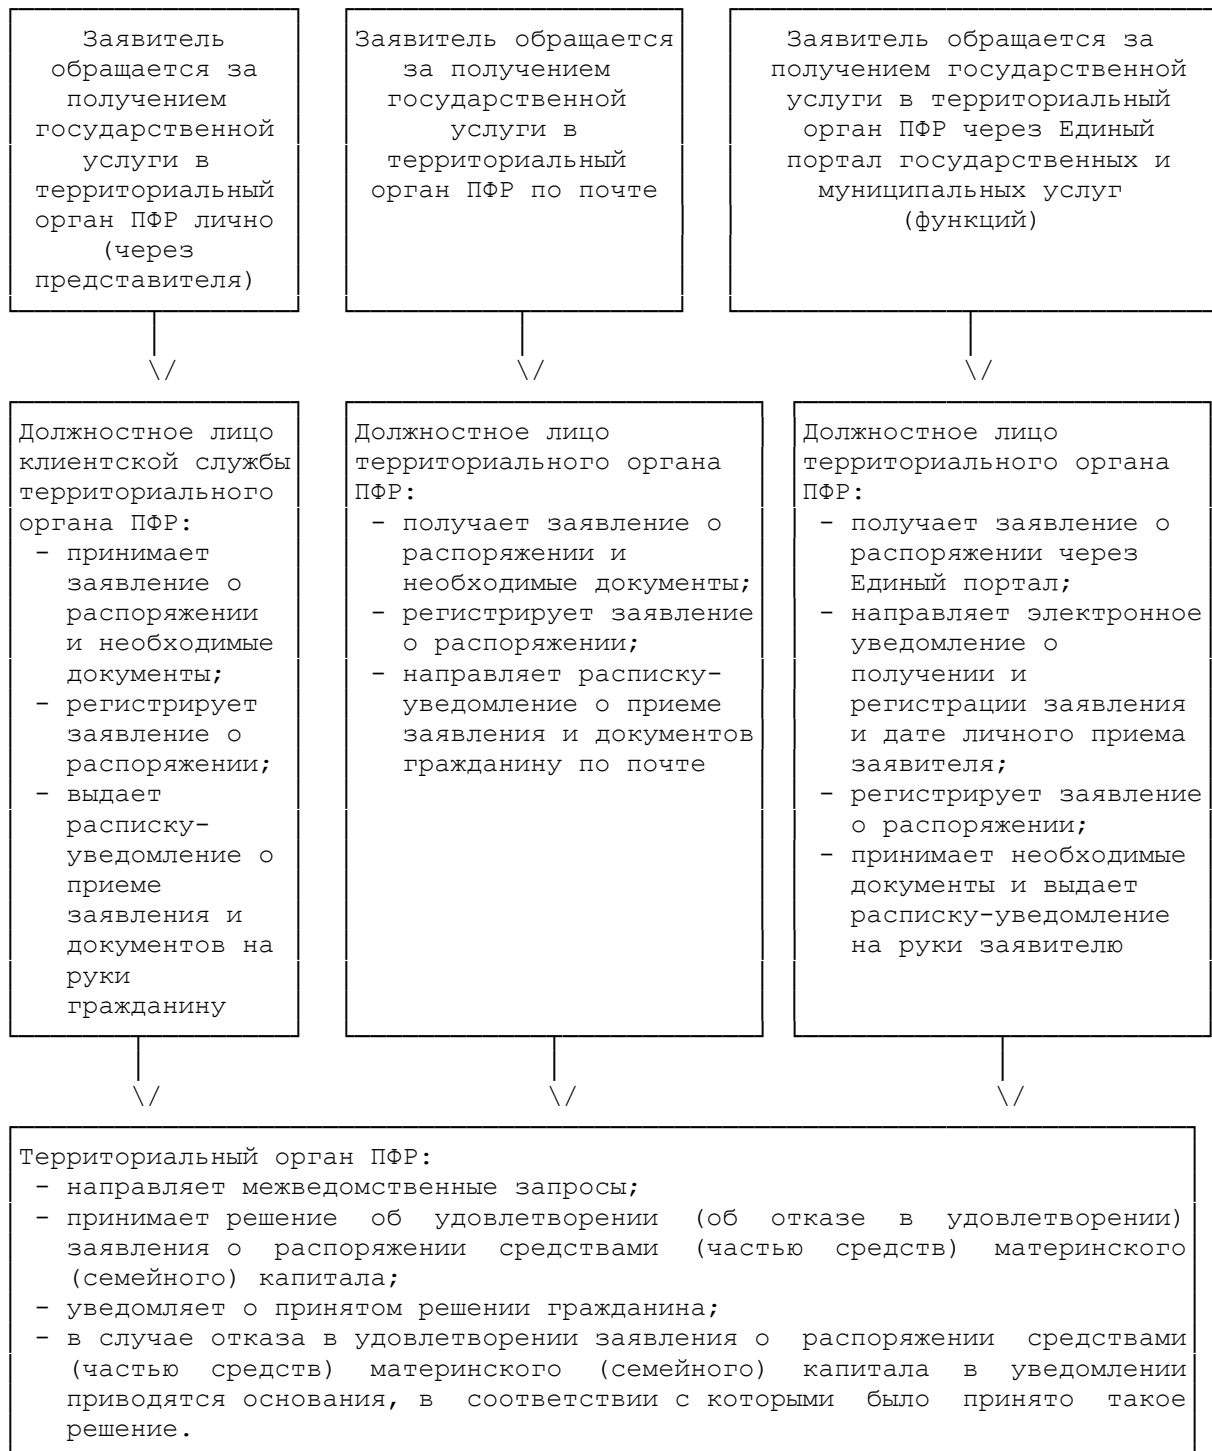 Заявитель
обращается за
получением
государственной
услуги в
территориальный
орган ПФР лично
(через
представителя)
Заявитель обращается
за получением
государственной
услуги в
территориальный
орган ПФР по почте
Заявитель обращается за
получением государственной
услуги в территориальный
орган ПФР через Единый
портал государственных и
муниципальных услуг
(функций)
Должностное лицо
клиентской службы
территориального
органа ПФР:
- принимает
заявление о
распоряжении
и необходимые
документы;
- регистрирует
заявление о
распоряжении;
- выдает
расписку-
уведомление о
приеме
заявления и
документов на
руки
гражданину
Должностное лицо
территориального органа
ПФР:
- получает заявление о
распоряжении и
необходимые документы;
- регистрирует заявление
о распоряжении;
- направляет расписку-
уведомление о приеме
заявления и документов
гражданину по почте
Должностное лицо
территориального органа
ПФР:
- получает заявление о
распоряжении через
Единый портал;
- направляет электронное
уведомление о
получении и
регистрации заявления
и дате личного приема
заявителя;
- регистрирует заявление
о распоряжении;
- принимает необходимые
документы и выдает
расписку-уведомление
на руки заявителю
Территориальный орган ПФР:
- направляет межведомственные запросы;
- принимает решение об удовлетворении (об отказе в удовлетворении)
заявления о распоряжении средствами (частью средств) материнского
(семейного) капитала;
- уведомляет о принятом решении гражданина;
- в случае отказа в удовлетворении заявления о распоряжении средствами
(частью средств) материнского (семейного) капитала в уведомлении
приводятся основания, в соответствии с которыми было принято такое
решение.